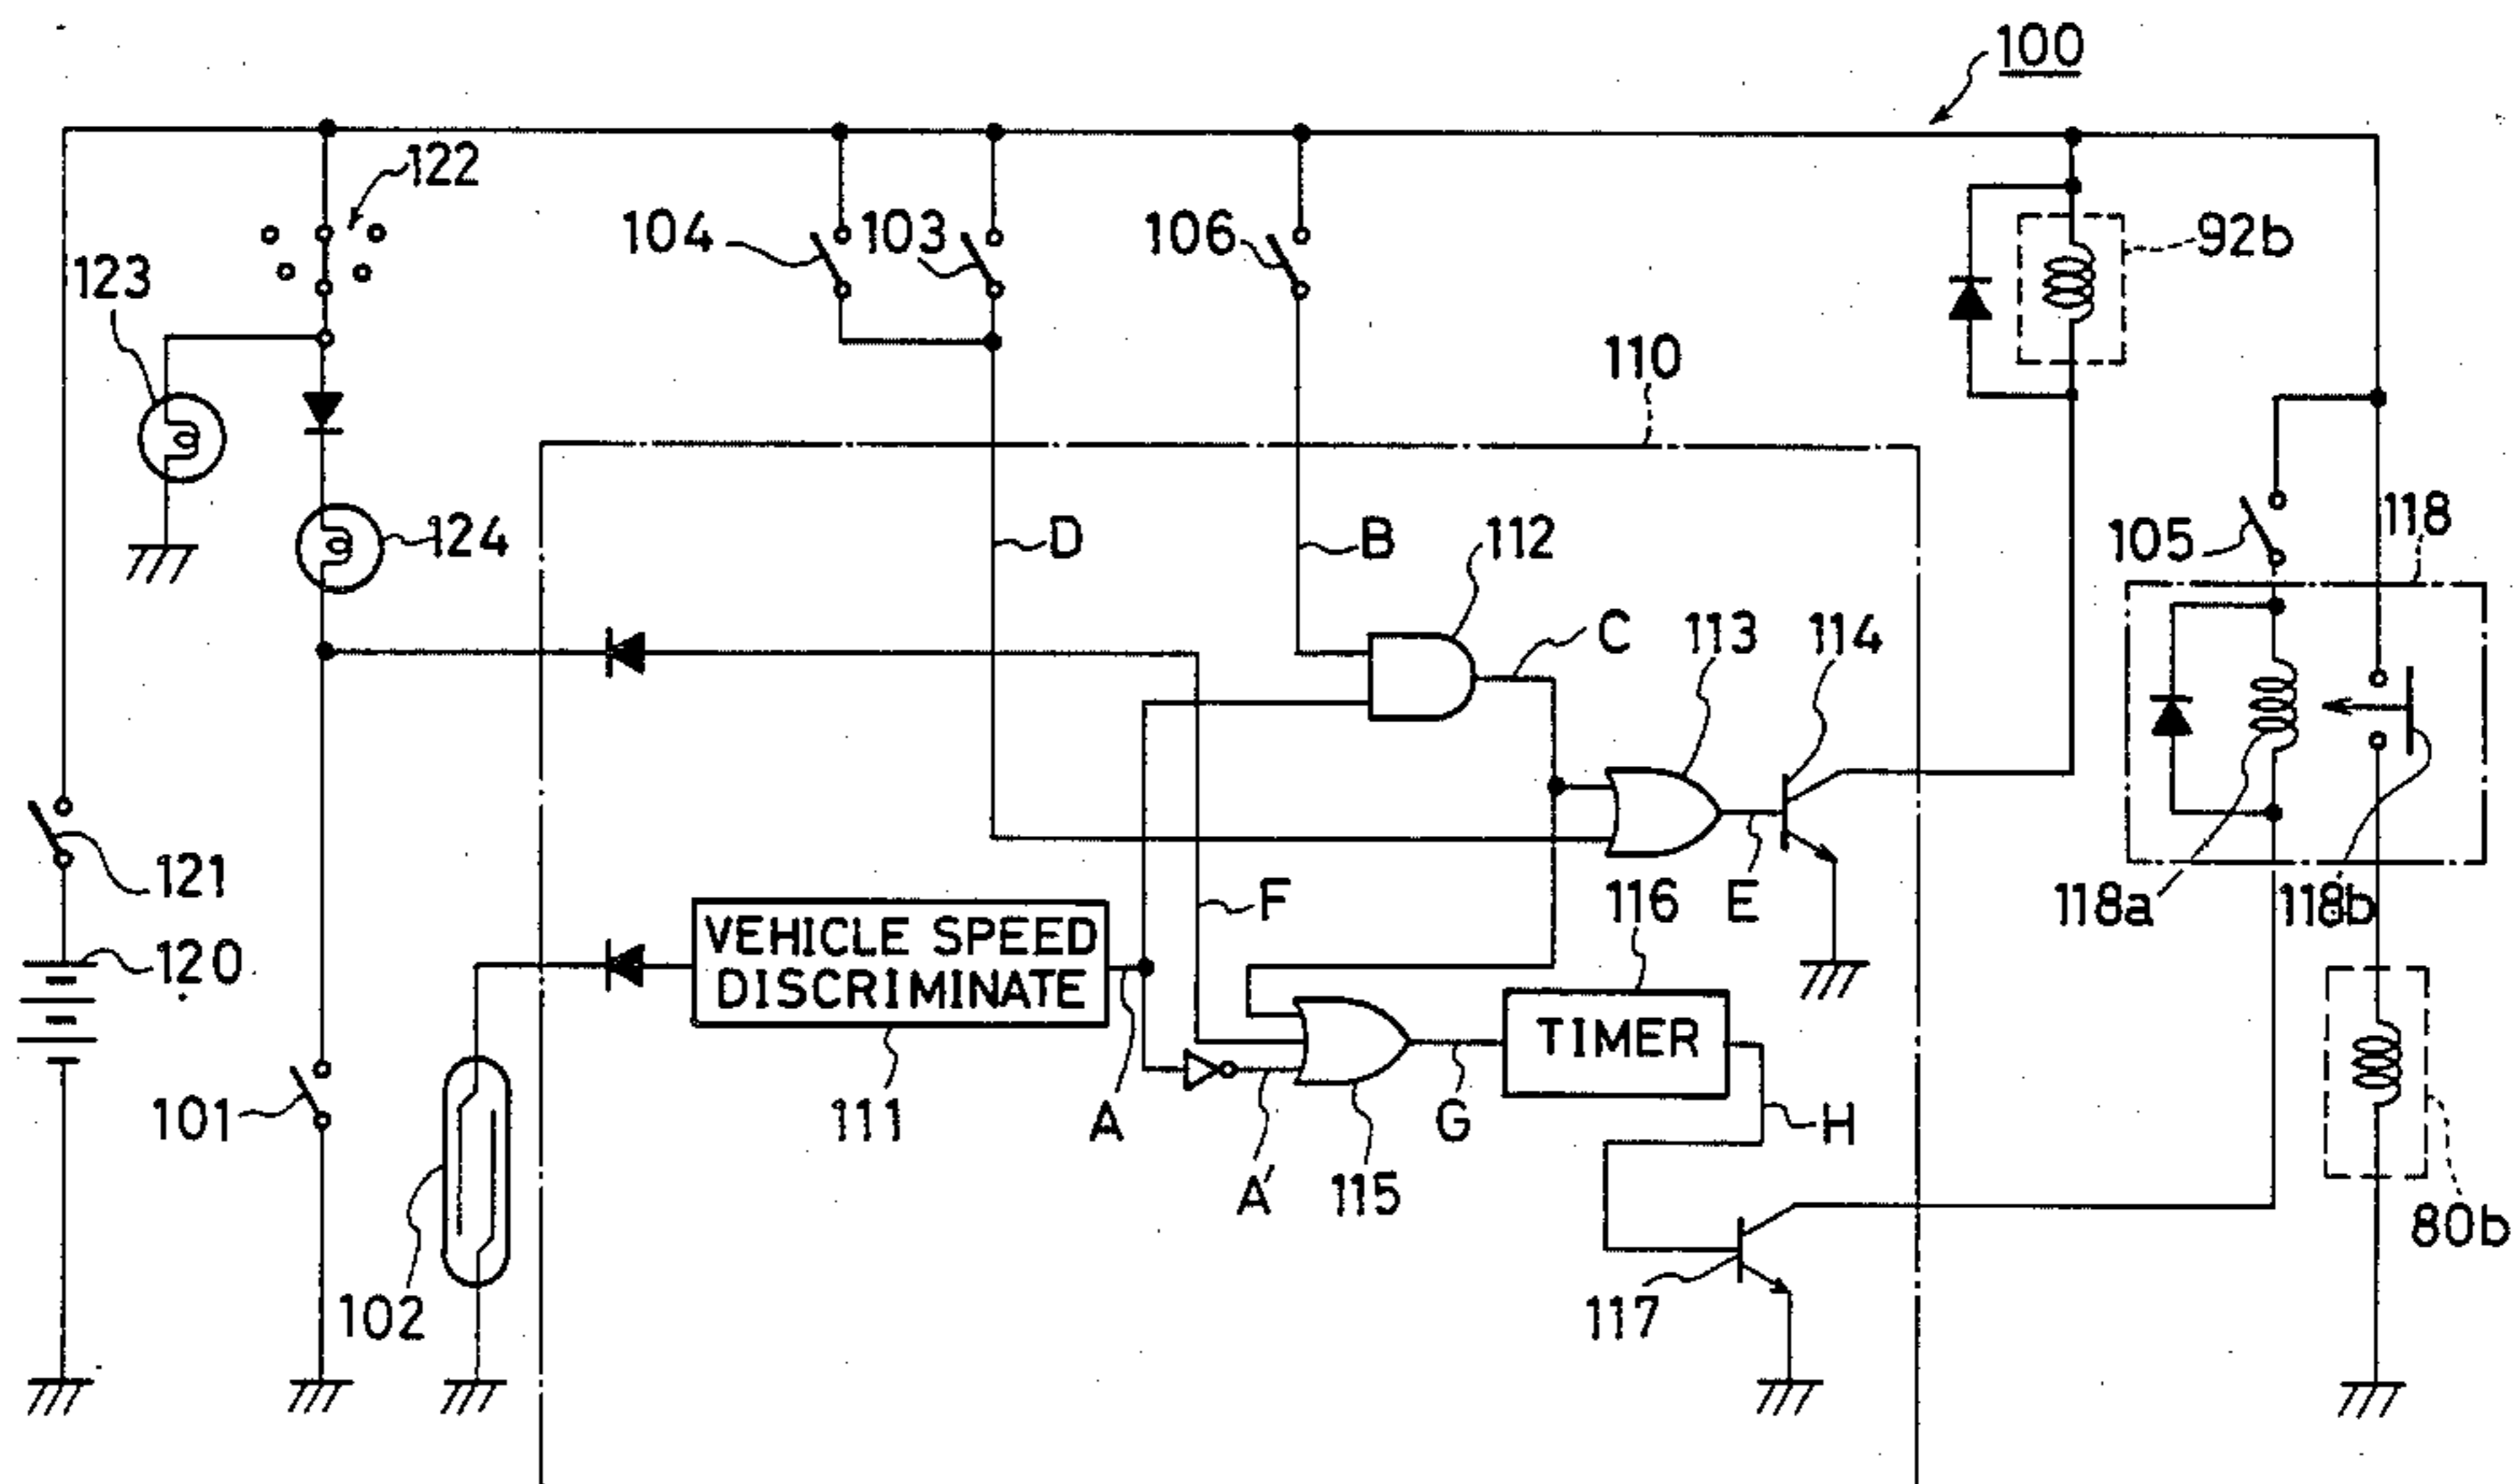 100
122
104
103
106
92b
123
110
124
D
B
112
105
118
C
113
114
121
F
116
E
118a
118b
120
VEHICLE SPEED
DISCRIMINATE
TIMER
101
111
A
A'
115
G
H
80b
102
117